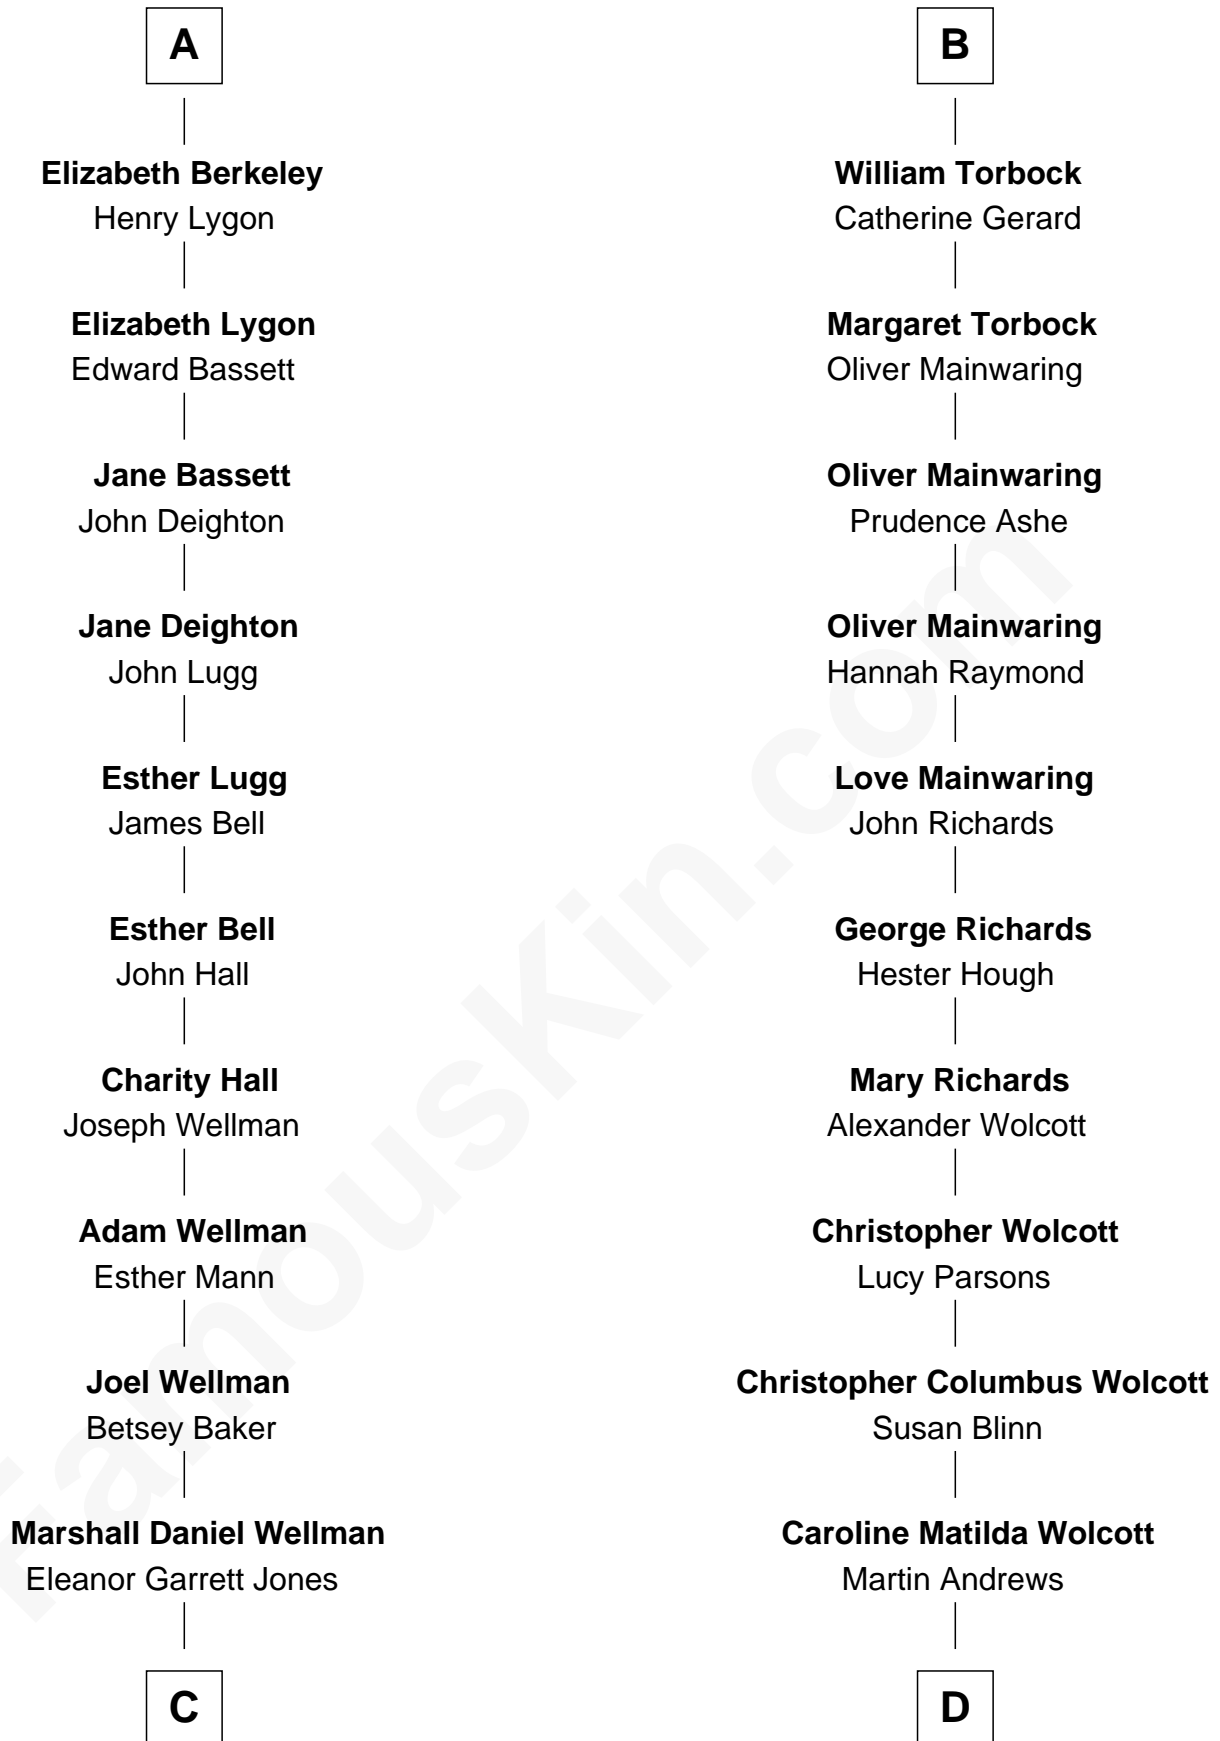 A
Elizabeth Berkeley
Henry Lygon
Elizabeth Lygon
Edward Bassett
Jane Bassett
John Deighton
Jane Deighton
John Lugg
Esther Lugg
James Bell
Esther Bell
John Hall
Charity Hall
Joseph Wellman
Adam Wellman
Esther Mann
Joel Wellman
Betsey Baker
Marshall Daniel Wellman
Eleanor Garrett Jones
C
B
William Torbock
Catherine Gerard
Margaret Torbock
Oliver Mainwaring
Oliver Mainwaring
Prudence Ashe
Oliver Mainwaring
Hannah Raymond
Love Mainwaring
John Richards
George Richards
Hester Hough
Mary Richards
Alexander Wolcott
Christopher Wolcott
Lucy Parsons
Christopher Columbus Wolcott
Susan Blinn
Caroline Matilda Wolcott
Martin Andrews
D
FamousKin.com